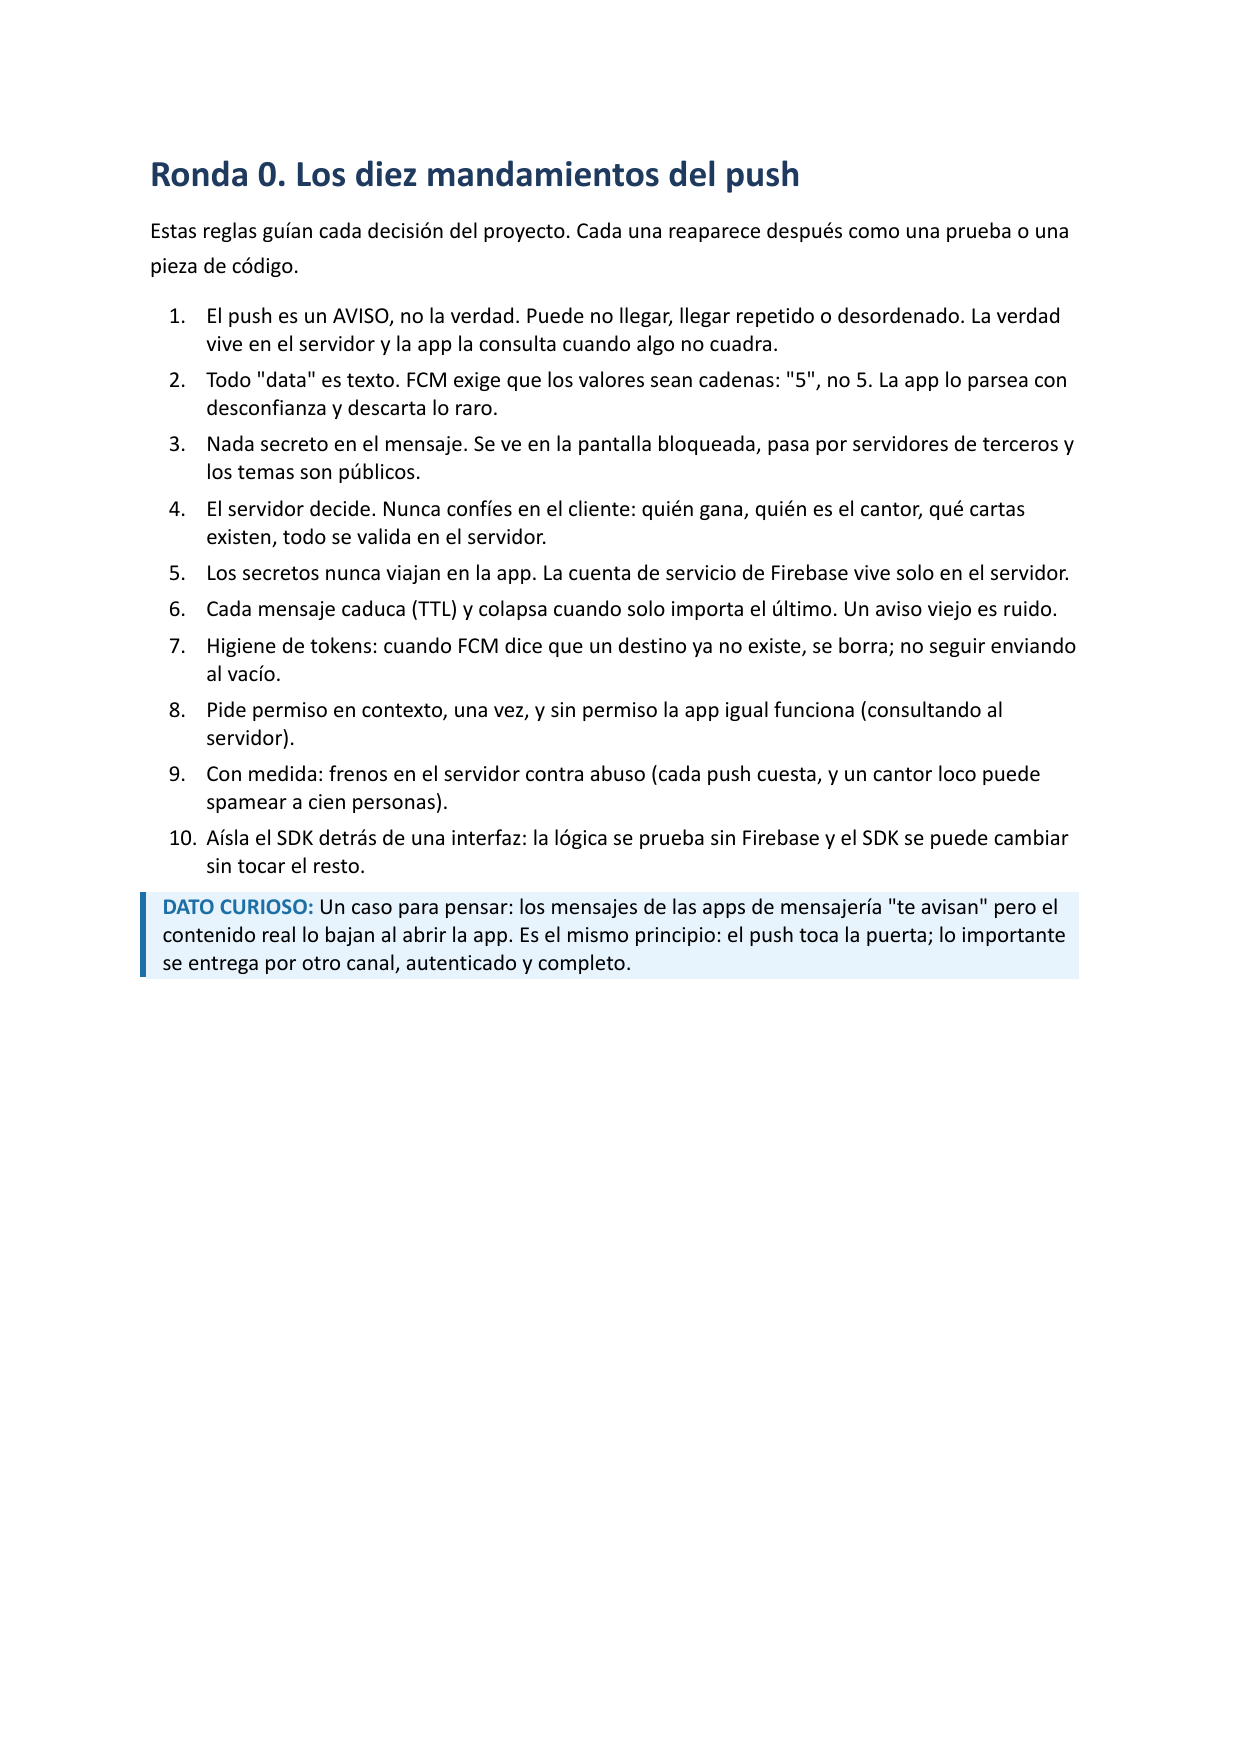 Ronda 0. Los diez mandamientos del push
Estas reglas guían cada decisión del proyecto. Cada una reaparece después como una prueba o una
pieza de código.
1. El push es un AVISO, no la verdad. Puede no llegar, llegar repetido o desordenado. La verdad
vive en el servidor y la app la consulta cuando algo no cuadra.
2. Todo "data" es texto. FCM exige que los valores sean cadenas: "5", no 5. La app lo parsea con
desconfianza y descarta lo raro.
3. Nada secreto en el mensaje. Se ve en la pantalla bloqueada, pasa por servidores de terceros y
los temas son públicos.
4. El servidor decide. Nunca confíes en el cliente: quién gana, quién es el cantor, qué cartas
existen, todo se valida en el servidor.
5. Los secretos nunca viajan en la app. La cuenta de servicio de Firebase vive solo en el servidor.
6. Cada mensaje caduca (TTL) y colapsa cuando solo importa el último. Un aviso viejo es ruido.
7. Higiene de tokens: cuando FCM dice que un destino ya no existe, se borra; no seguir enviando
al vacío.
8. Pide permiso en contexto, una vez, y sin permiso la app igual funciona (consultando al
servidor).
9. Con medida: frenos en el servidor contra abuso (cada push cuesta, y un cantor loco puede
spamear a cien personas).
10. Aísla el SDK detrás de una interfaz: la lógica se prueba sin Firebase y el SDK se puede cambiar
sin tocar el resto.
DATO CURIOSO: Un caso para pensar: los mensajes de las apps de mensajería "te avisan" pero el
contenido real lo bajan al abrir la app. Es el mismo principio: el push toca la puerta; lo importante
se entrega por otro canal, autenticado y completo.